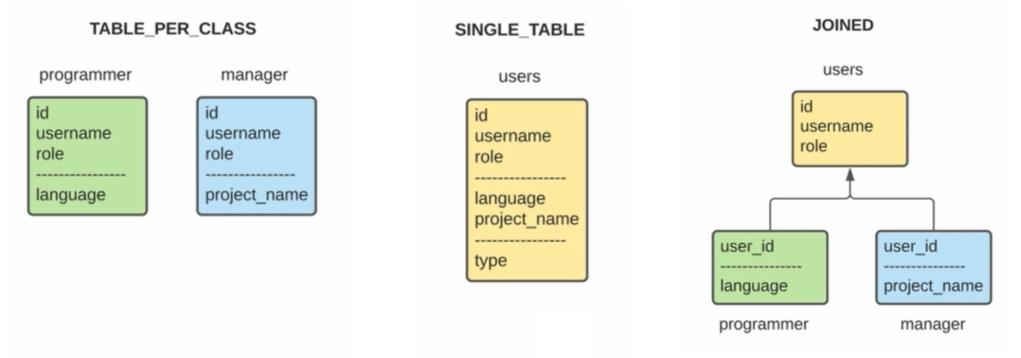 TABLE_PER_CLASS
programmer
id
username
role
----------------
language
manager
id
username
role
----------------
project_name
SINGLE_TABLE
users
id
username
role
----------------
language
project_name
----------------
type
JOINED
users
id
username
role
user_id
--------------
language
programmer
user_id
--------------
project_name
manager